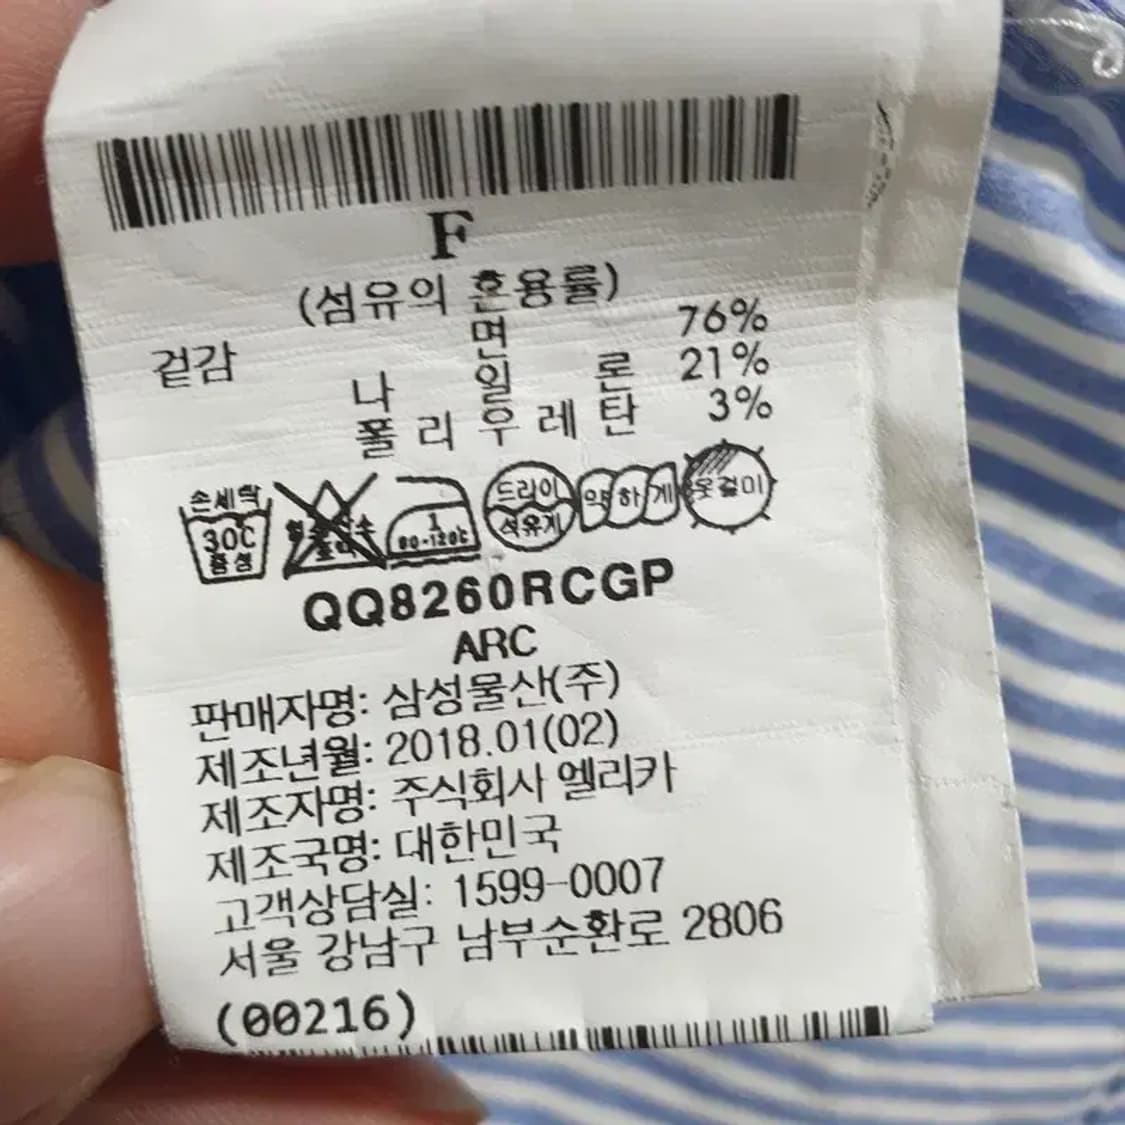 F
(섬유의 혼용률)
겉감 면 76%
나 일 론 21%
폴 리 우 레 탄 3%
손세탁 30C 중성
1 80-120C
드라이 석유계
약하게
옷걸이
QQ8260RCGP
ARC
판매자명: 삼성물산(주)
제조년월: 2018.01(02)
제조자명: 주식회사 엘리카
제조국명: 대한민국
고객상담실: 1599-0007
서울 강남구 남부순환로 2806
(00216)